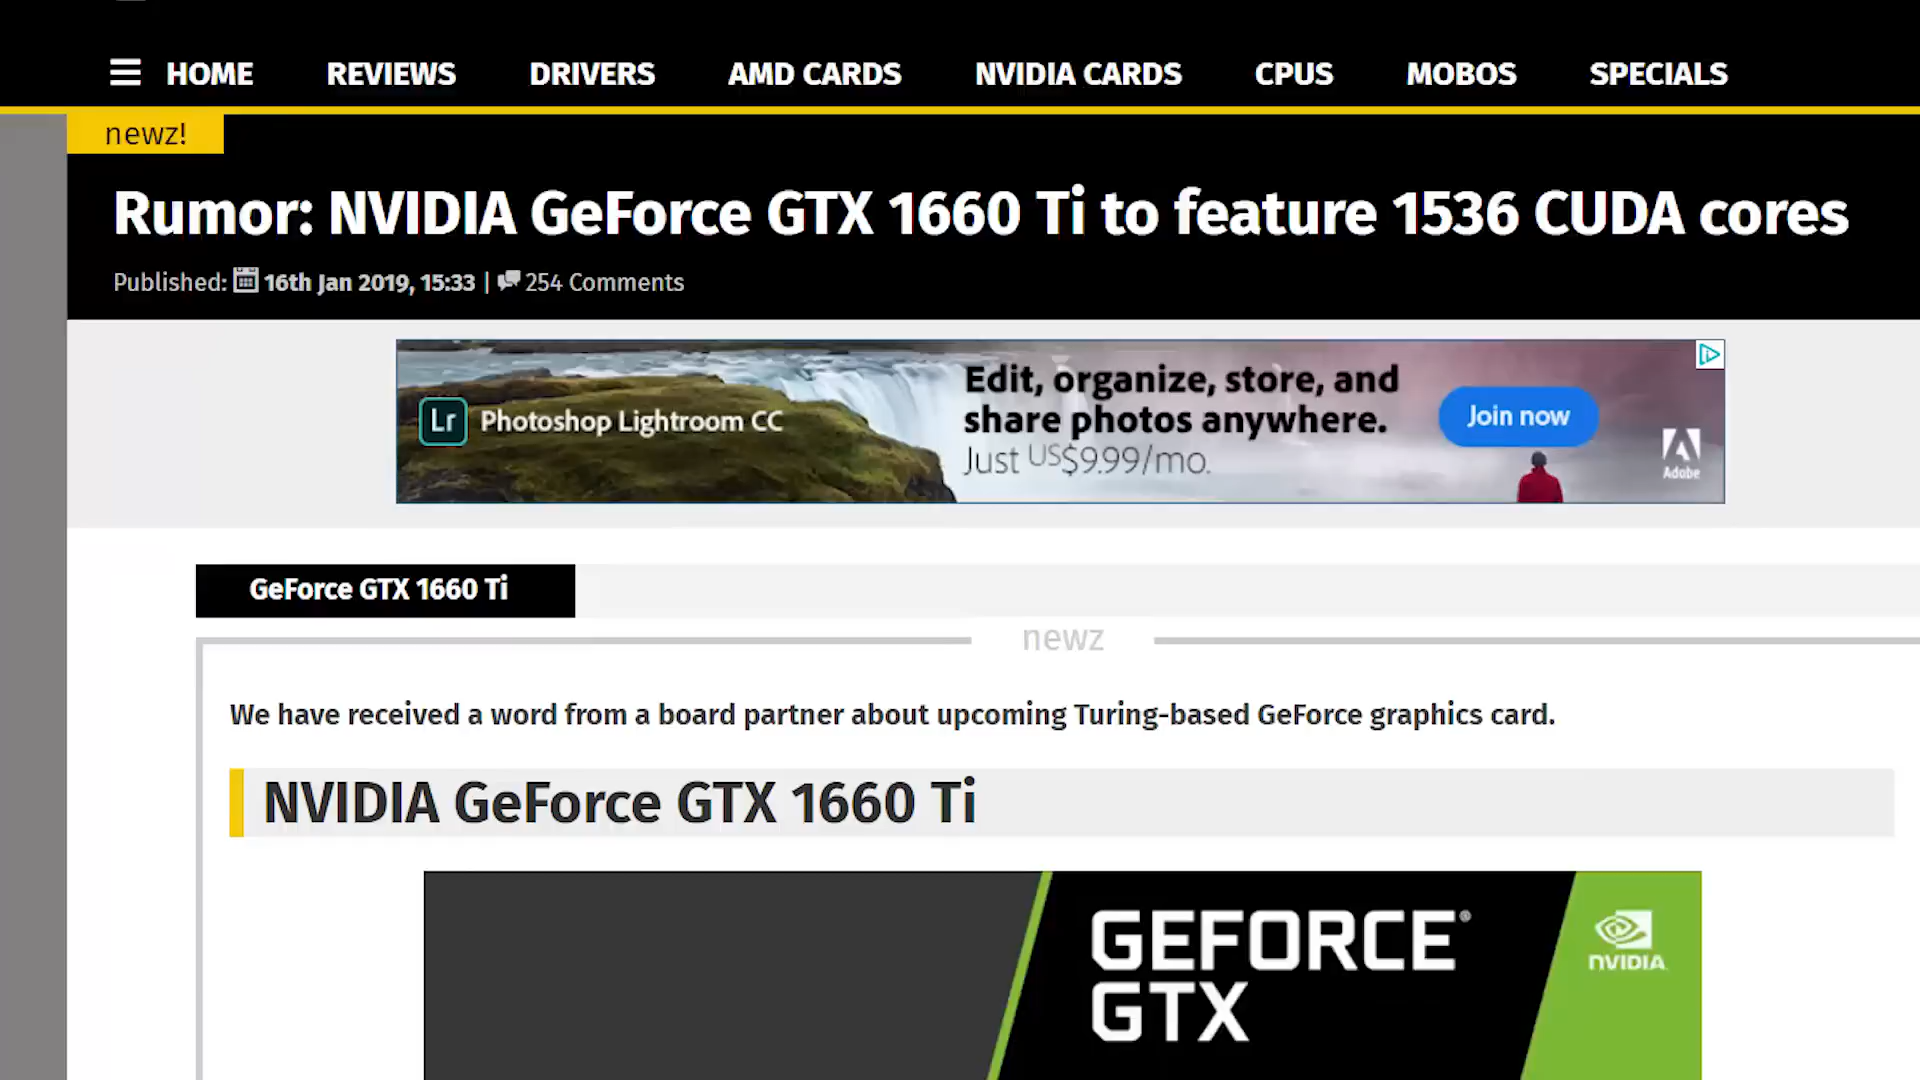 HOME REVIEWS DRIVERS AMD CARDS NVIDIA CARDS CPUS MOBOS SPECIALS
newz!
Rumor: NVIDIA GeForce GTX 1660 Ti to feature 1536 CUDA cores
Published: 16th Jan 2019, 15:33 | 254 Comments
Lr Photoshop Lightroom CC
Edit, organize, store, and
share photos anywhere.
Just US$9.99/mo.
Join now
Adobe
GeForce GTX 1660 Ti
newz
We have received a word from a board partner about upcoming Turing-based GeForce graphics card.
NVIDIA GeForce GTX 1660 Ti
GEFORCE®
GTX
NVIDIA